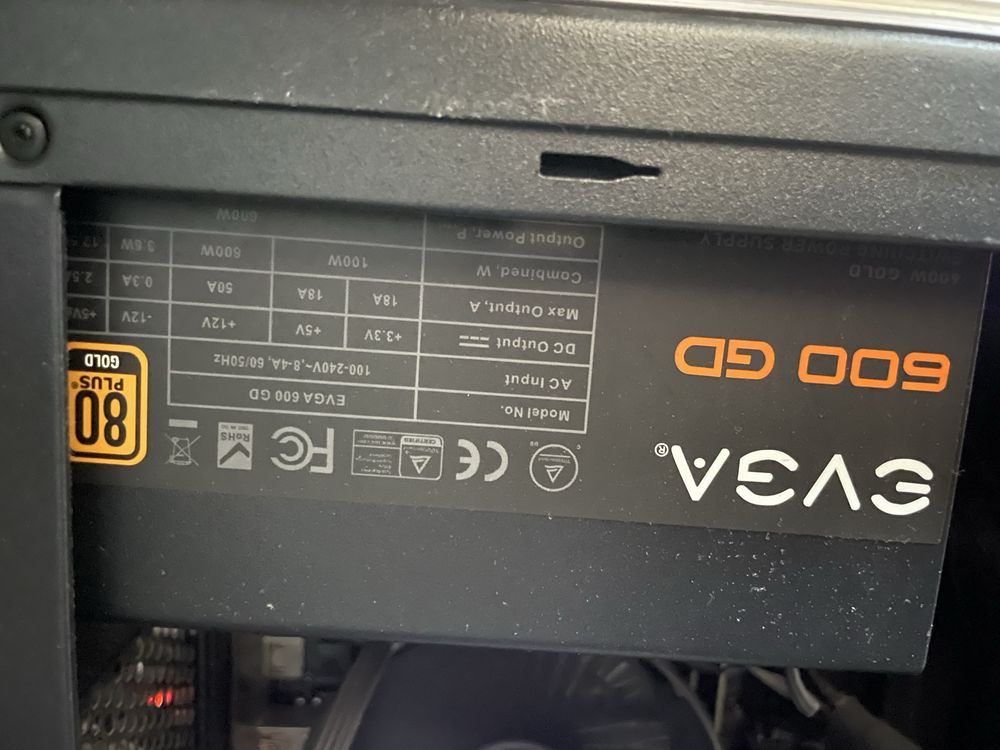 EVGA®
600 GD
600W GOLD
SWITCHING POWER SUPPLY
RoHS
FC
CE
80
PLUS®
GOLD
Model No. EVGA 600 GD
AC Input 100-240V~,8-4A, 60/50Hz
DC Output +3.3V +5V +12V -12V
Max Output, A 18A 18A 50A 0.3A
Combined, W 100W 600W 3.6W
Output Power, 600W